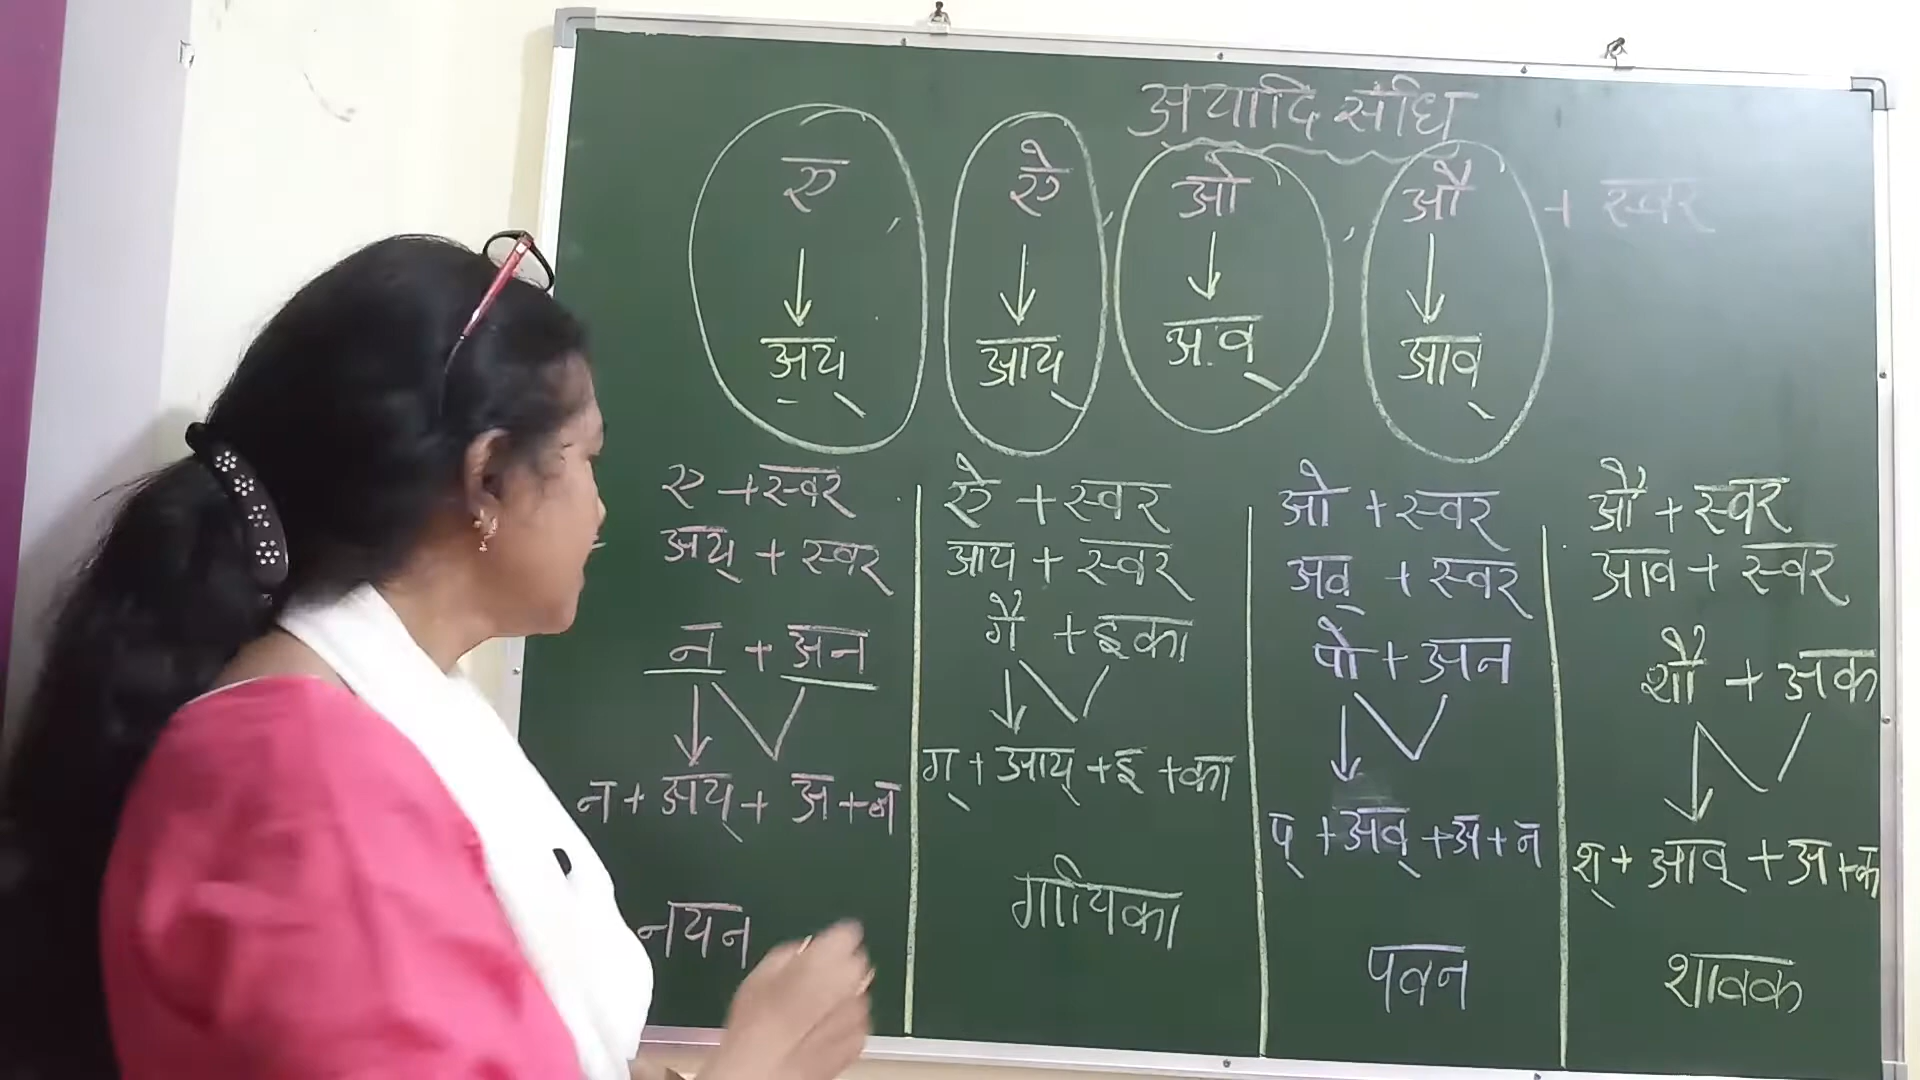 अयादि संधि
ए , ऐ , ओ , औ + स्वर
अय् आय् अव् आव्
ए + स्वर
अय् + स्वर
न + अन
न + अय् + अ + न
नयन
ऐ + स्वर
आय + स्वर
गै + इका
ग् + आय् + इ + का
गायिका
ओ + स्वर
अव् + स्वर
पो + अन
प् + अव् + अ + न
पवन
औ + स्वर
आव + स्वर
शौ + अक
श् + आव् + अ + क
शावक